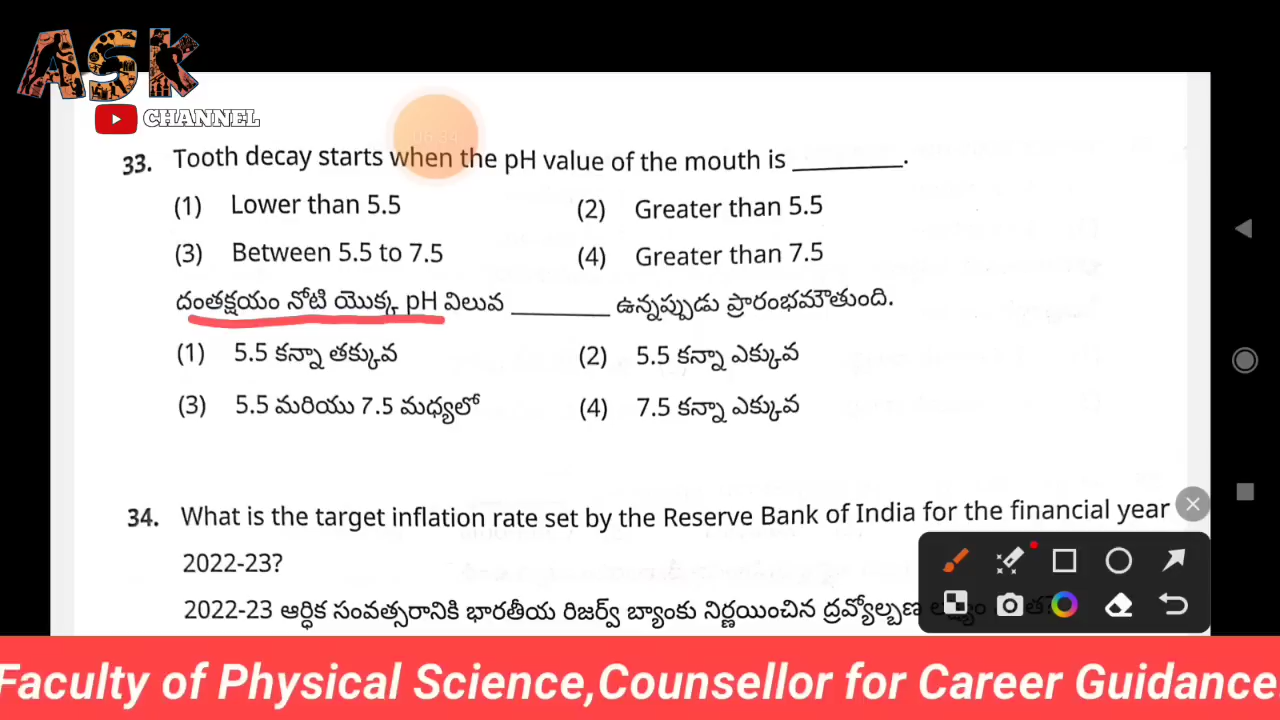 ASK
CHANNEL
33. Tooth decay starts when the pH value of the mouth is ________.
(1) Lower than 5.5 (2) Greater than 5.5
(3) Between 5.5 to 7.5 (4) Greater than 7.5
దంతక్షయం నోటి యొక్క pH విలువ ________ ఉన్నప్పుడు ప్రారంభమౌతుంది.
(1) 5.5 కన్నా తక్కువ (2) 5.5 కన్నా ఎక్కువ
(3) 5.5 మరియు 7.5 మధ్యలో (4) 7.5 కన్నా ఎక్కువ
34. What is the target inflation rate set by the Reserve Bank of India for the financial year
2022-23?
2022-23 ఆర్థిక సంవత్సరానికి భారతీయ రిజర్వ్ బ్యాంకు నిర్ణయించిన ద్రవ్యోల్బణ
Faculty of Physical Science,Counsellor for Career Guidance